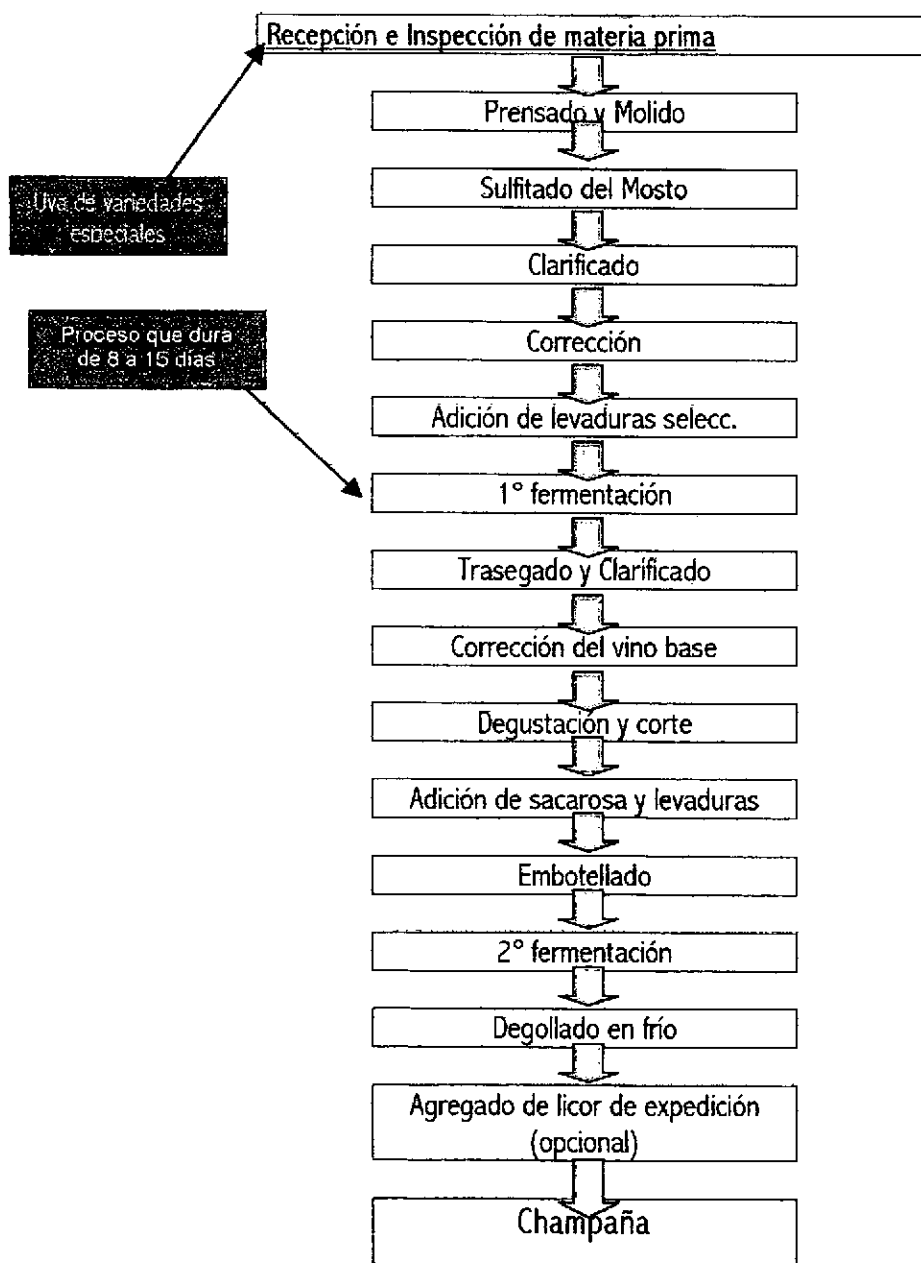 Recepción e Inspección de materia prima
Prensado y Molido
Sulfitado del Mosto
Uva de variedades
especiales
Clarificado
Proceso que dura
de 8 a 15 días
Corrección
Adición de levaduras selecc.
1° fermentación
Trasegado y Clarificado
Corrección del vino base
Degustación y corte
Adición de sacarosa y levaduras
Embotellado
2° fermentación
Degollado en frío
Agregado de licor de expedición
(opcional)
Champaña